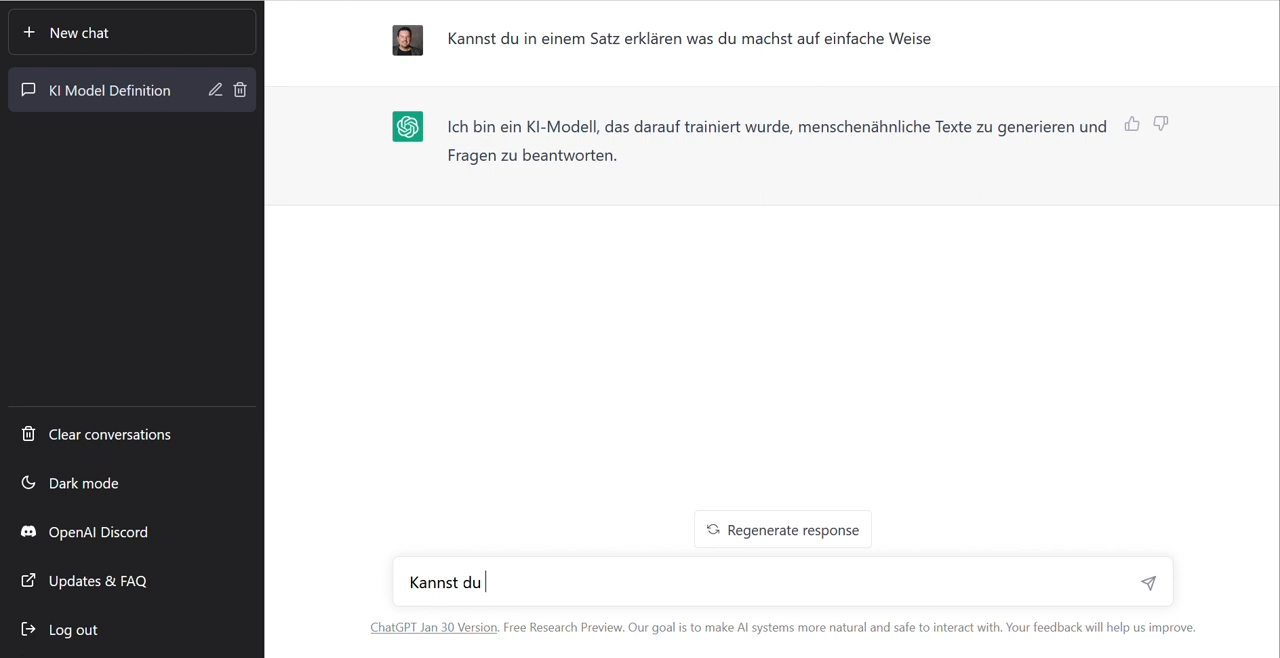 New chat
KI Model Definition
Clear conversations
Dark mode
OpenAI Discord
Updates & FAQ
Log out
Kannst du in einem Satz erklären was du machst auf einfache Weise
Ich bin ein KI-Modell, das darauf trainiert wurde, menschenähnliche Texte zu generieren und
Fragen zu beantworten.
Regenerate response
Kannst du
ChatGPT Jan 30 Version. Free Research Preview. Our goal is to make AI systems more natural and safe to interact with. Your feedback will help us improve.